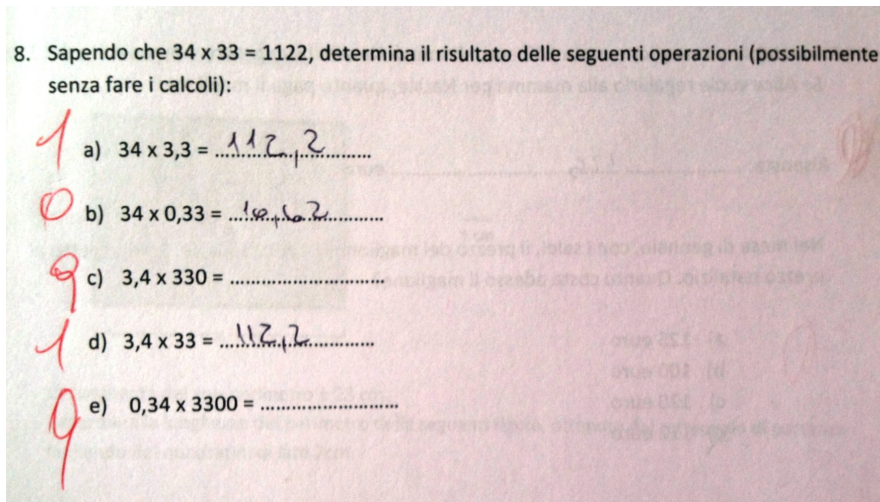 8. Sapendo che 34 x 33 = 1122, determina il risultato delle seguenti operazioni (possibilmente
senza fare i calcoli):
1 a) 34 x 3,3 = 112,2
0 b) 34 x 0,33 =
c) 3,4 x 330 = ........................
1 d) 3,4 x 33 = 112,2
e) 0,34 x 3300 = ........................